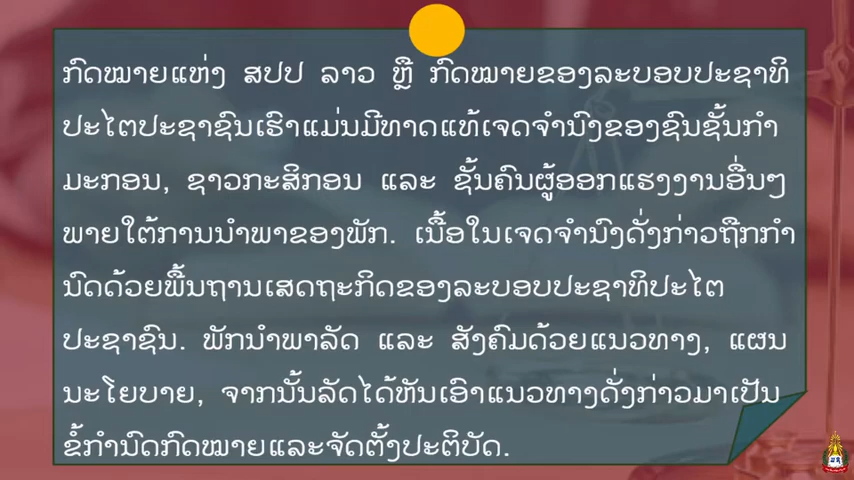 ກົດໝາຍແຫ່ງ ສປປ ລາວ ຫຼື ກົດໝາຍຂອງລະບອບປະຊາທິ
ປະໄຕປະຊາຊົນເຮົາແມ່ນມີທາດແທ້ເຈດຈຳນົງຂອງຊົນຊັ້ນກຳ
ມະກອນ, ຊາວກະສິກອນ ແລະ ຊັ້ນຄົນຜູ້ອອກແຮງງານອື່ນໆ
ພາຍໃຕ້ການນຳພາຂອງພັກ. ເນື້ອໃນເຈດຈຳນົງດັ່ງກ່າວຖືກກຳ
ນົດດ້ວຍພື້ນຖານເສດຖະກິດຂອງລະບອບປະຊາທິປະໄຕ
ປະຊາຊົນ. ພັກນຳພາລັດ ແລະ ສັງຄົມດ້ວຍແນວທາງ, ແຜນ
ນະໂຍບາຍ, ຈາກນັ້ນລັດໄດ້ຫັນເອົາແນວທາງດັ່ງກ່າວມາເປັນ
ຂໍ້ກຳນົດກົດໝາຍແລະຈັດຕັ້ງປະຕິບັດ.